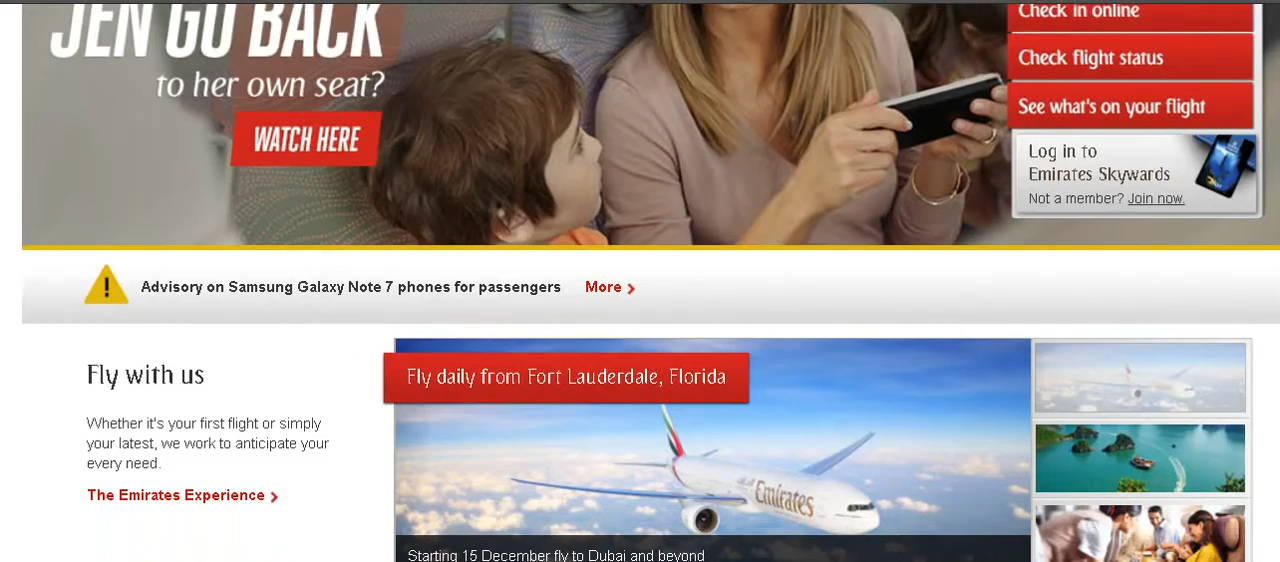 JEN GO BACK
to her own seat?
WATCH HERE
Check in online
Check flight status
See what's on your flight
Log in to
Emirates Skywards
Not a member? Join now.
Advisory on Samsung Galaxy Note 7 phones for passengers More
Fly with us
Whether it's your first flight or simply
your latest, we work to anticipate your
every need.
The Emirates Experience
Fly daily from Fort Lauderdale, Florida
Emirates
Starting 15 December fly to Dubai and beyond